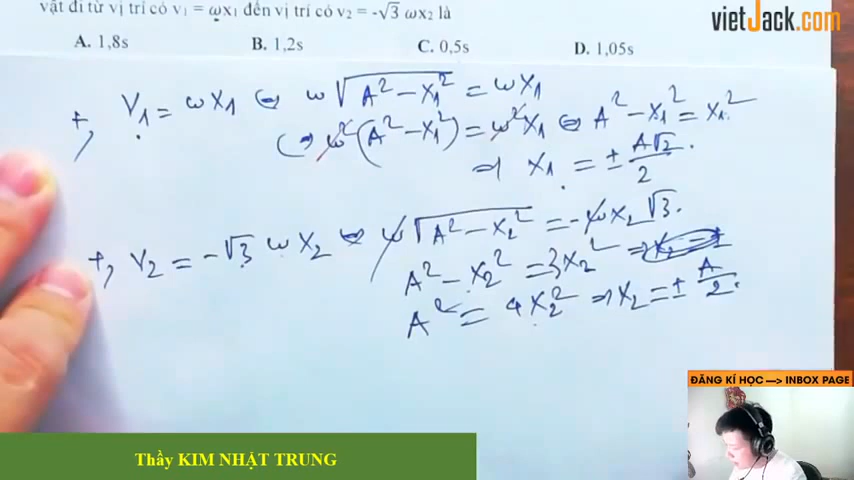 vật đi từ vị trí có v₁ = ωx₁ đến vị trí có v₂ = -√3 ωx₂ là
vietJack.com
A. 1,8s B. 1,2s C. 0,5s D. 1,05s
+, V₁ = ωx₁ ⇔ ω√(A² - x₁²) = ωx₁
⇔ ω²(A² - x₁²) = ω²x₁ ⇔ A² - x₁² = x₁²
⇒ x₁ = ± A√2/2.
+, V₂ = -√3 ωx₂ ⇔ ω√(A² - x₂²) = -ωx₂√3.
A² - x₂² = 3x₂²
A² = 4x₂² ⇒ x₂ = ± A/2.
ĐĂNG KÍ HỌC —> INBOX PAGE
Thầy KIM NHẬT TRUNG